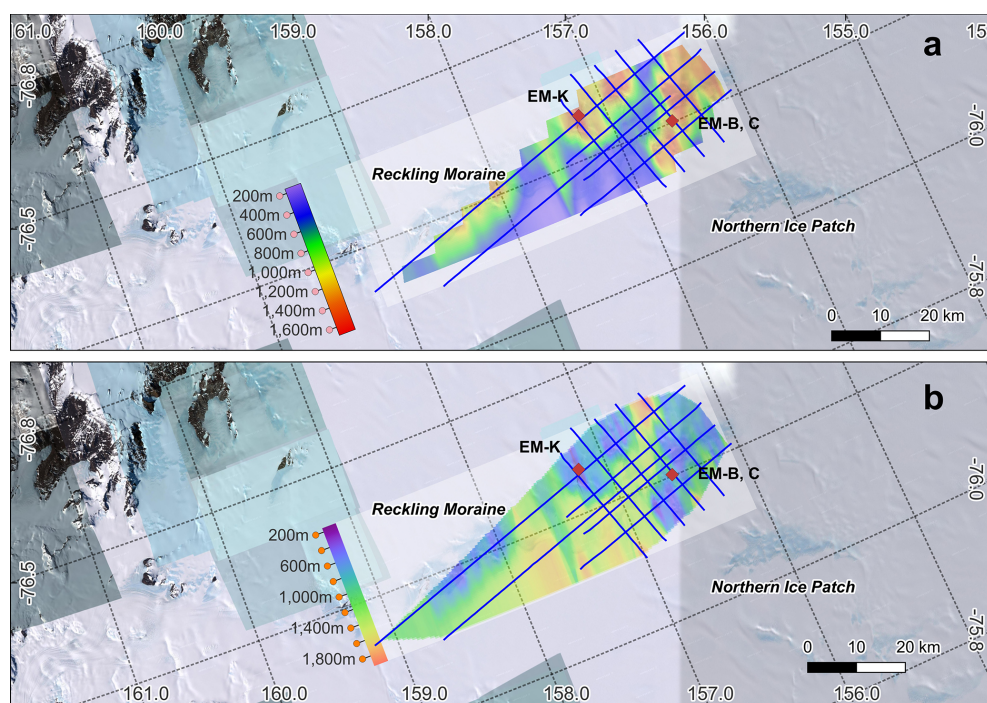 61.0 160.0 159.0 158.0 157.0 156.0 155.0 15
a
-76.8
EM-K
EM-B, C
-76.0
Reckling Moraine
200m
400m
600m
800m
1,000m
1,200m
1,400m
1,600m
-76.5
Northern Ice Patch
-75.8
0 10 20 km
b
-76.8
EM-K
EM-B, C
-76.0
Reckling Moraine
200m
600m
1,000m
1,400m
1,800m
-76.5
Northern Ice Patch
-75.8
0 10 20 km
161.0 160.0 159.0 158.0 157.0 156.0